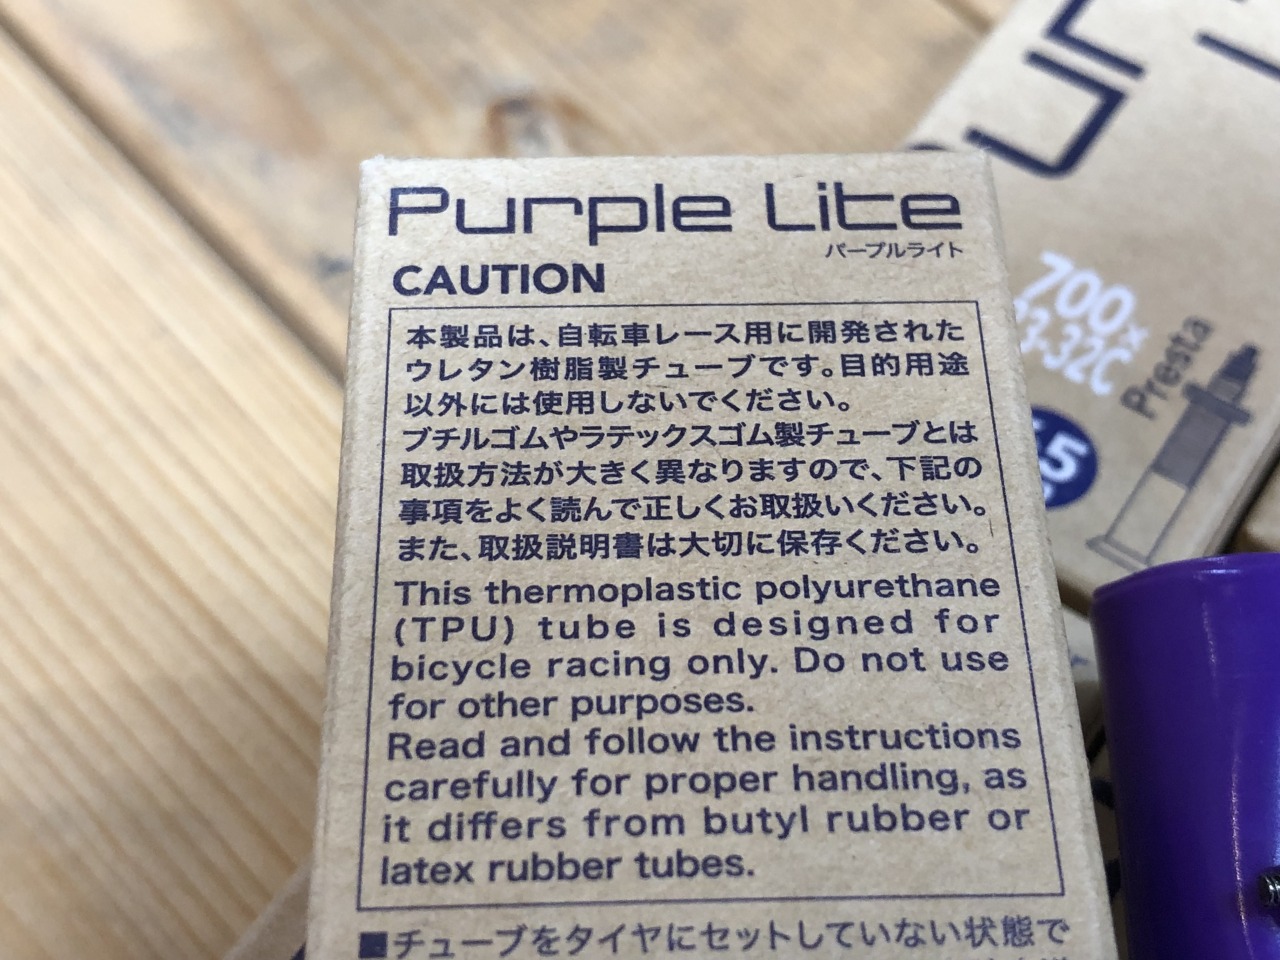 Purple Lite
パープルライト
CAUTION
本製品は、自転車レース用に開発された
ウレタン樹脂製チューブです。目的用途
以外には使用しないでください。
ブチルゴムやラテックスゴム製チューブとは
取扱方法が大きく異なりますので、下記の
事項をよく読んで正しくお取扱いください。
また、取扱説明書は大切に保存ください。
This thermoplastic polyurethane
(TPU) tube is designed for
bicycle racing only. Do not use
for other purposes.
Read and follow the instructions
carefully for proper handling, as
it differs from butyl rubber or
latex rubber tubes.
■チューブをタイヤにセットしていない状態で
700×
Presta